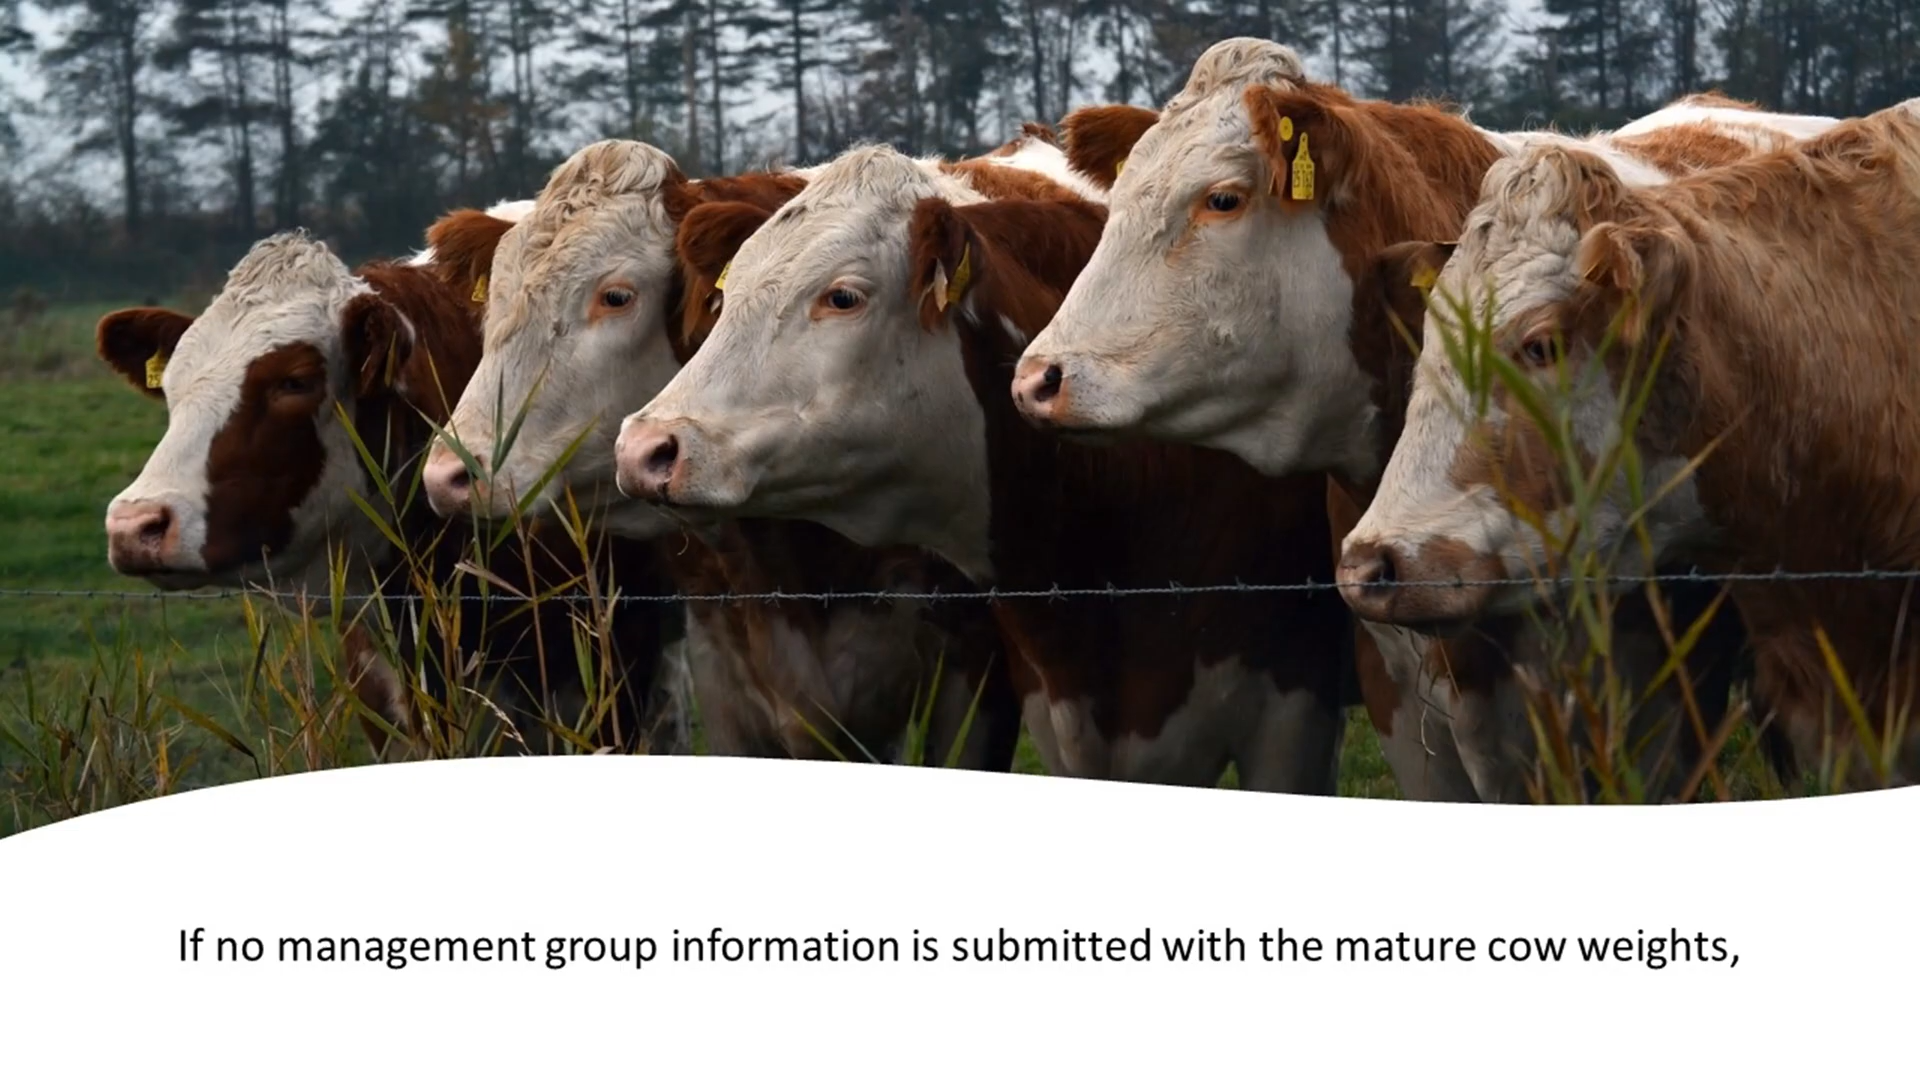 If no management group information is submitted with the mature cow weights,